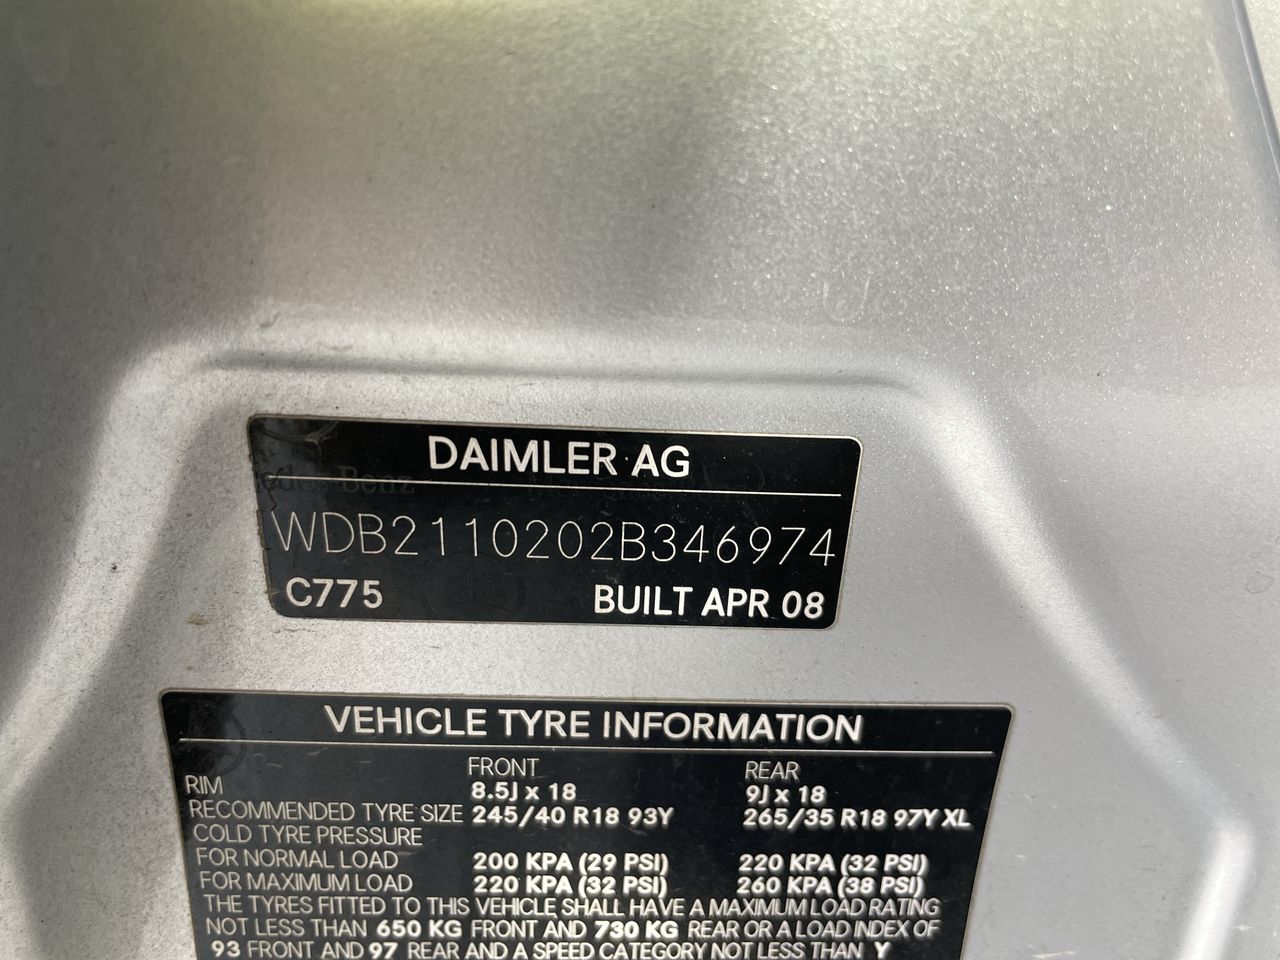 DAIMLER AG
WDB2110202B346974
C775 BUILT APR 08
VEHICLE TYRE INFORMATION
FRONT REAR
RIM 8.5J x 18 9J x 18
RECOMMENDED TYRE SIZE 245/40 R18 93Y 265/35 R18 97Y XL
COLD TYRE PRESSURE
FOR NORMAL LOAD 200 KPA (29 PSI) 220 KPA (32 PSI)
FOR MAXIMUM LOAD 220 KPA (32 PSI) 260 KPA (38 PSI)
THE TYRES FITTED TO THIS VEHICLE SHALL HAVE A MAXIMUM LOAD RATING
NOT LESS THAN 650 KG FRONT AND 730 KG REAR OR A LOAD INDEX OF
93 FRONT AND 97 REAR AND A SPEED CATEGORY NOT LESS THAN Y